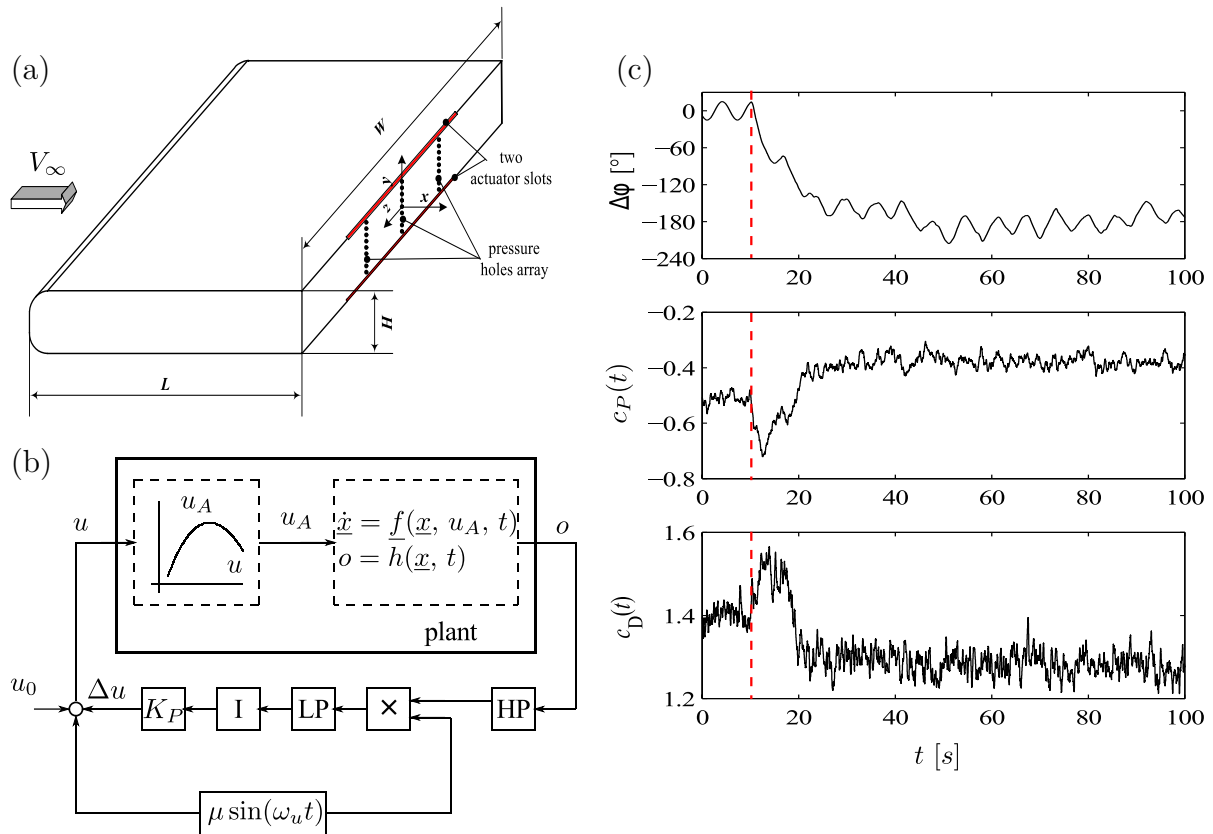 (a)
V∞
W
two
actuator slots
y
x
z
pressure
holes array
H
L
(b)
u
u_A
u
u_A
ẋ = f(x, u_A, t)
o = h(x, t)
o
plant
u₀
Δu
K_P
I
LP
×
HP
μ sin(ω_u t)
(c)
Δφ [°]
0
−60
−120
−180
−240
0 20 40 60 80 100
c_P(t)
−0.2
−0.4
−0.6
−0.8
0 20 40 60 80 100
c_D(t)
1.6
1.4
1.2
0 20 40 60 80 100
t [s]